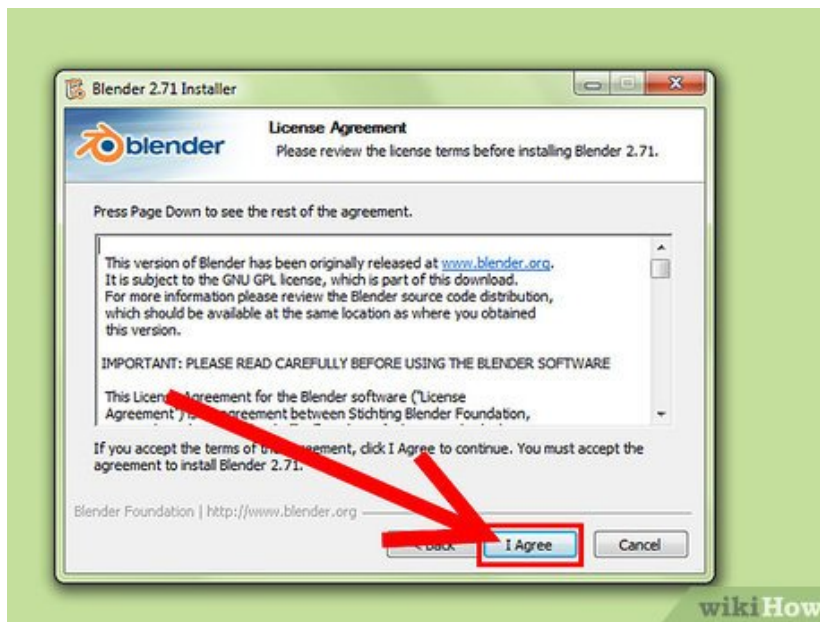 Blender 2.71 Installer
blender
License Agreement
Please review the license terms before installing Blender 2.71.
Press Page Down to see the rest of the agreement.
This version of Blender has been originally released at www.blender.org.
It is subject to the GNU GPL license, which is part of this download.
For more information please review the Blender source code distribution,
which should be available at the same location as where you obtained
this version.
IMPORTANT: PLEASE READ CAREFULLY BEFORE USING THE BLENDER SOFTWARE
This License Agreement for the Blender software ("License
Agreement") is an agreement between Stichting Blender Foundation,
If you accept the terms of the agreement, click I Agree to continue. You must accept the
agreement to install Blender 2.71.
Blender Foundation | http://www.blender.org
< Back
I Agree
Cancel
wikiHow